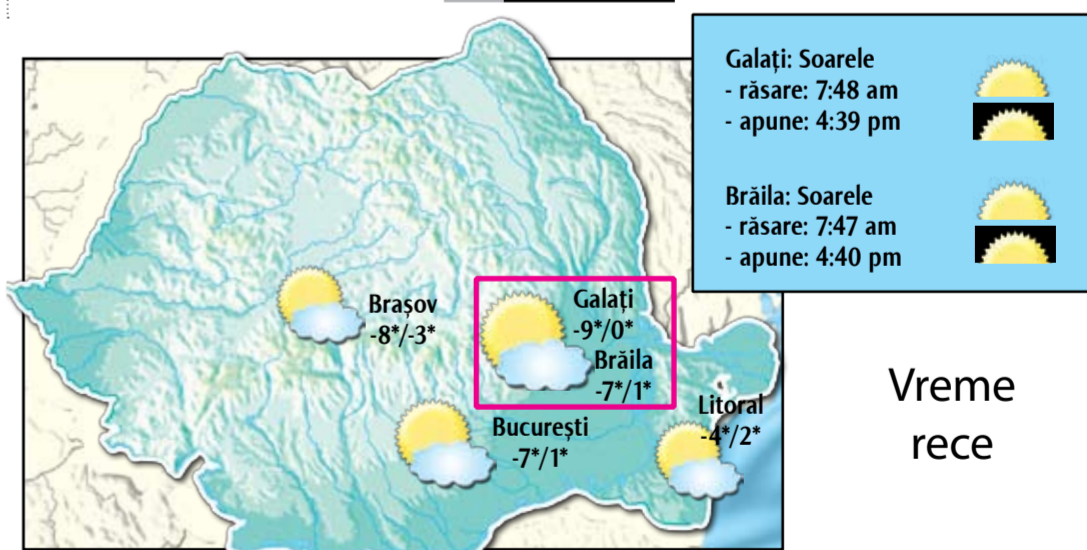 Galați: Soarele
- răsare: 7:48 am
- apune: 4:39 pm
Brăila: Soarele
- răsare: 7:47 am
- apune: 4:40 pm
Brașov
-8*/-3*
Galați
-9*/0*
Brăila
-7*/1*
București
-7*/1*
Litoral
-4*/2*
Vreme
rece